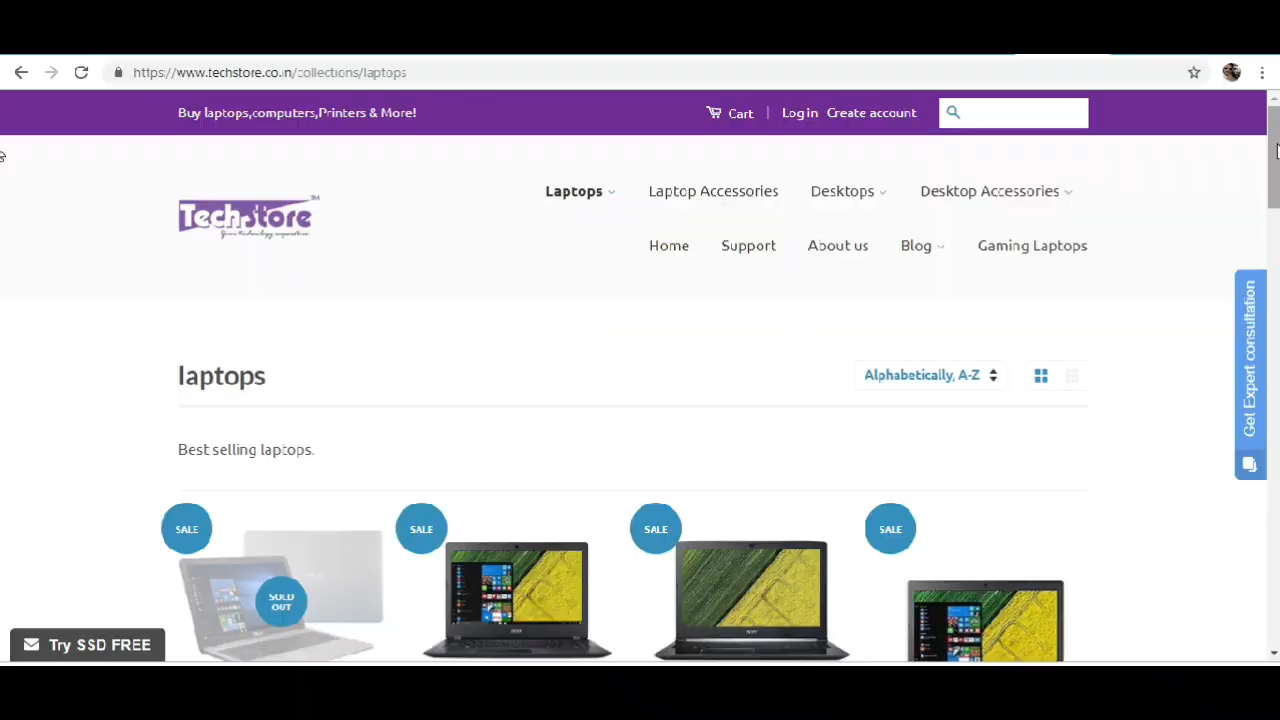 https://www.techstore.co.in/collections/laptops
Buy laptops,computers,Printers & More!
Cart | Log in Create account
Laptops Laptop Accessories Desktops Desktop Accessories
TechStore TM
Home Support About us Blog Gaming Laptops
Get Expert consultation
laptops
Alphabetically, A-Z
Best selling laptops.
SALE SALE SALE SALE
SOLD
OUT
Try SSD FREE